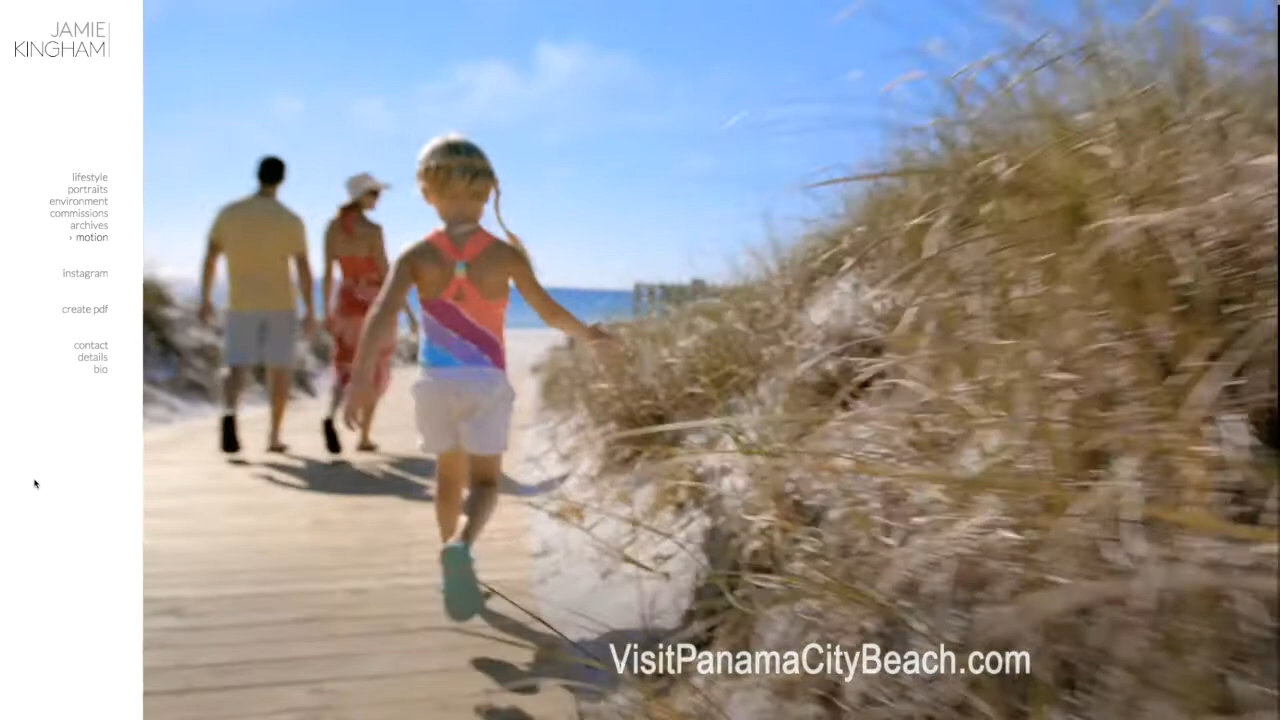 JAMIE
KINGHAM
lifestyle
portraits
environment
commissions
archives
› motion
instagram
create pdf
contact
details
bio
VisitPanamaCityBeach.com